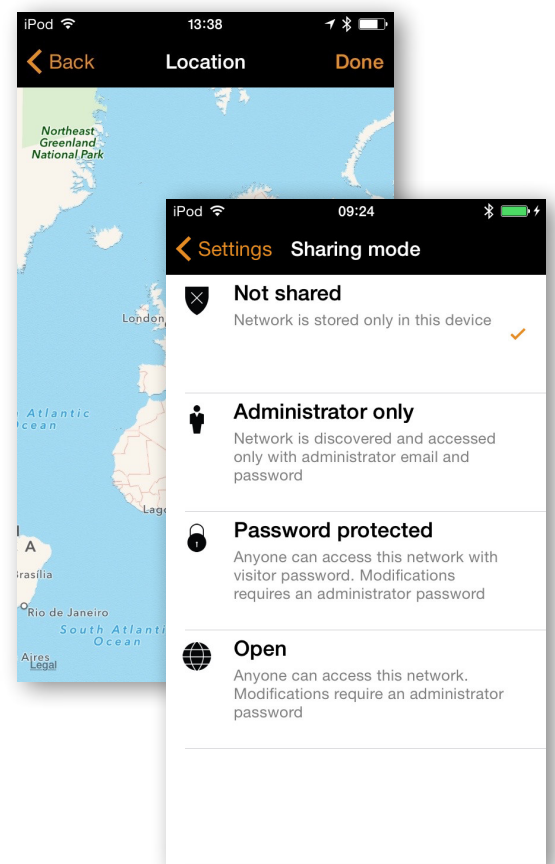 iPod 13:38
Back Location Done
Northeast
Greenland
National Park
London
Atlantic
Ocean
Lago
A
Brasília
Rio de Janeiro
South Atlanti
Ocean
Aires
Legal
iPod 09:24
Settings Sharing mode
Not shared
Network is stored only in this device
Administrator only
Network is discovered and accessed
only with administrator email and
password
Password protected
Anyone can access this network with
visitor password. Modifications
requires an administrator password
Open
Anyone can access this network.
Modifications require an administrator
password